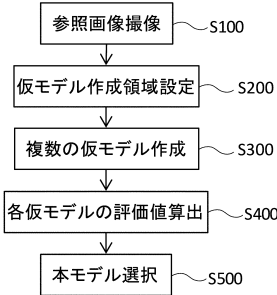 参照画像撮像 S100
仮モデル作成領域設定 S200
複数の仮モデル作成 S300
各仮モデルの評価値算出 S400
本モデル選択 S500